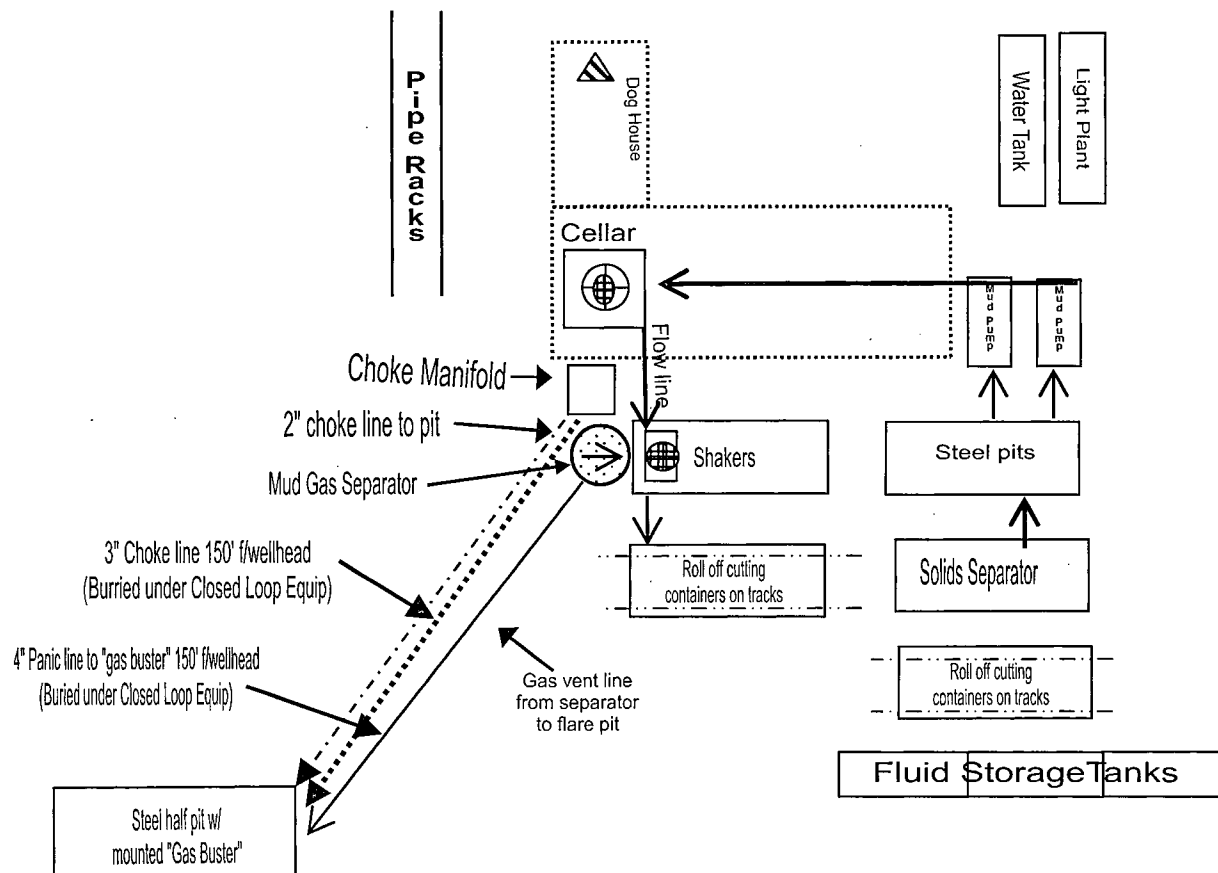 Pipe Racks
Dog House
Water Tank
Light Plant
Cellar
Mud Pump
Mud Pump
Flow line
Choke Manifold
2" choke line to pit
Mud Gas Separator
Shakers
Steel pits
3" Choke line 150' f/wellhead
(Burried under Closed Loop Equip)
Roll off cutting
containers on tracks
Solids Separator
4" Panic line to "gas buster" 150' f/wellhead
(Buried under Closed Loop Equip)
Gas vent line
from separator
to flare pit
Roll off cutting
containers on tracks
Fluid StorageTanks
Steel half pit w/
mounted "Gas Buster"